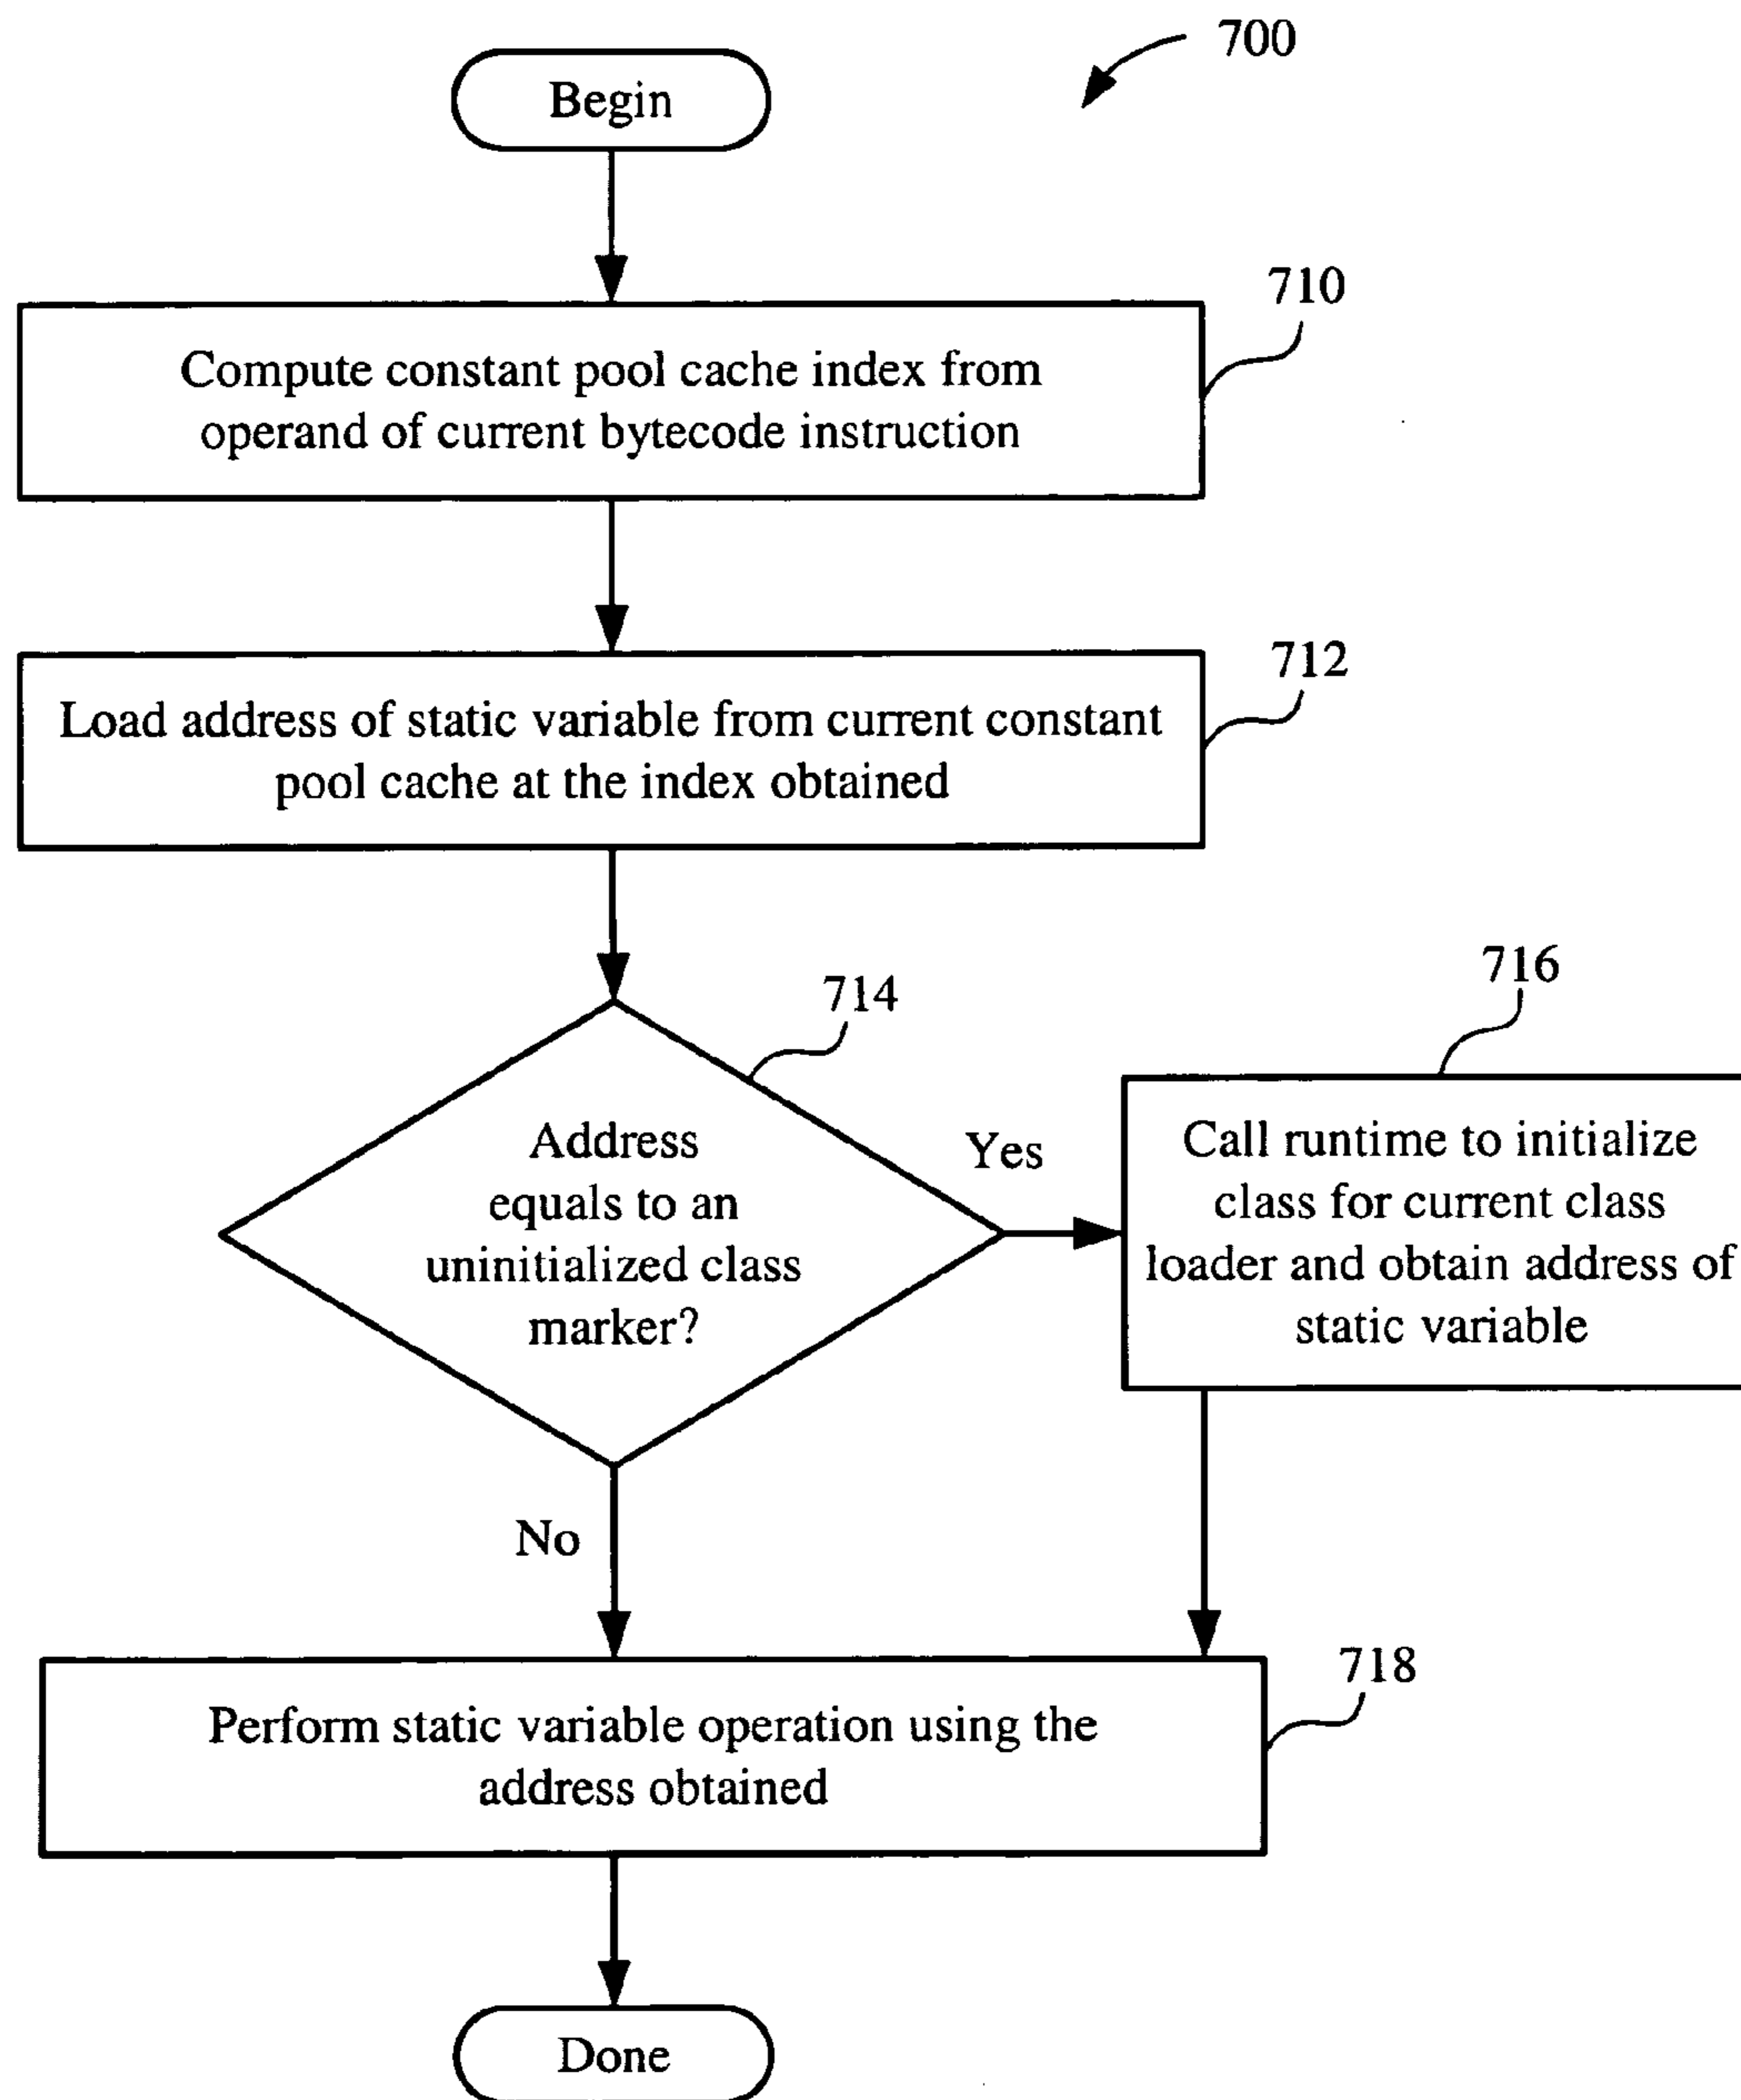 700
Begin
710
Compute constant pool cache index from
operand of current bytecode instruction
712
Load address of static variable from current constant
pool cache at the index obtained
714
Address
equals to an
uninitialized class
marker?
Yes
716
Call runtime to initialize
class for current class
loader and obtain address of
static variable
No
718
Perform static variable operation using the
address obtained
Done